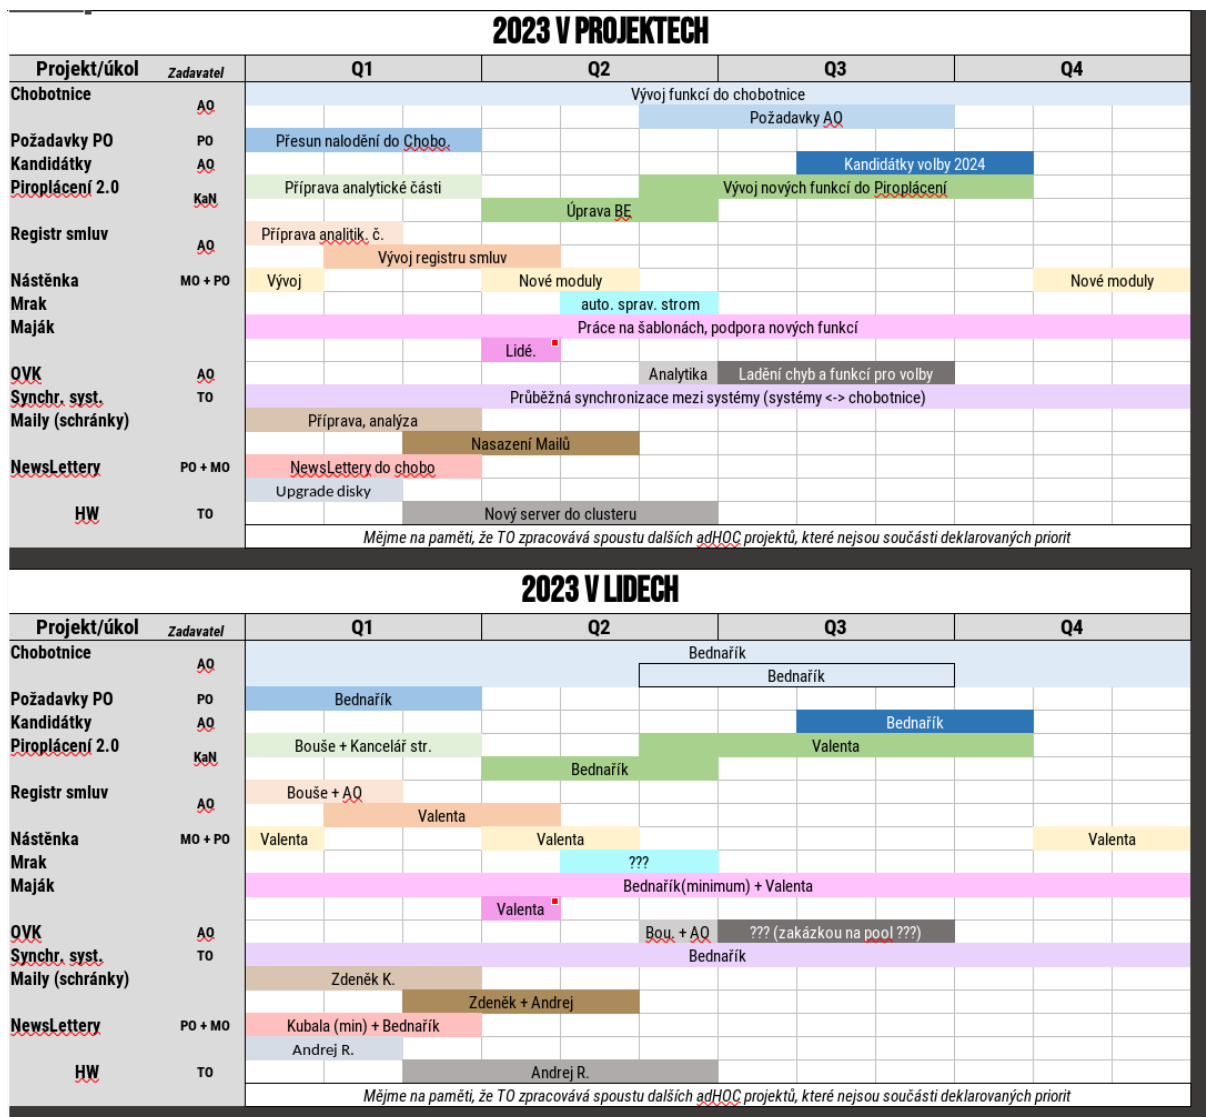 2023 V PROJEKTECH
Projekt/úkol Zadavatel Q1 Q2 Q3 Q4
Chobotnice AO Vývoj funkcí do chobotnice
Požadavky AO
Požadavky PO PO Přesun nalodění do Chobo.
Kandidátky AO Kandidátky volby 2024
Piroplácení 2.0 KaN Příprava analytické části Vývoj nových funkcí do Piroplácení
Úprava BE
Registr smluv AO Příprava analitik. č.
Vývoj registru smluv
Nástěnka MO + PO Vývoj Nové moduly Nové moduly
Mrak auto. sprav. strom
Maják Práce na šablonách, podpora nových funkcí
Lidé.
OVK AO Analytika Ladění chyb a funkcí pro volby
Synchr. syst. TO Průběžná synchronizace mezi systémy (systémy <-> chobotnice)
Maily (schránky) Příprava, analýza
Nasazení Mailů
NewsLettery PO + MO NewsLettery do chobo
Upgrade disky
HW TO Nový server do clusteru
Mějme na paměti, že TO zpracovává spoustu dalších adHOC projektů, které nejsou součásti deklarovaných priorit
2023 V LIDECH
Projekt/úkol Zadavatel Q1 Q2 Q3 Q4
Chobotnice AO Bednařík
Bednařík
Požadavky PO PO Bednařík
Kandidátky AO Bednařík
Piroplácení 2.0 KaN Bouše + Kancelář str. Valenta
Bednařík
Registr smluv AO Bouše + AO
Valenta
Nástěnka MO + PO Valenta Valenta Valenta
Mrak ???
Maják Bednařík(minimum) + Valenta
Valenta
OVK AO Bou. + AO ??? (zakázkou na pool ???)
Synchr. syst. TO Bednařík
Maily (schránky) Zdeněk K.
Zdeněk + Andrej
NewsLettery PO + MO Kubala (min) + Bednařík
Andrej R.
HW TO Andrej R.
Mějme na paměti, že TO zpracovává spoustu dalších adHOC projektů, které nejsou součásti deklarovaných priorit